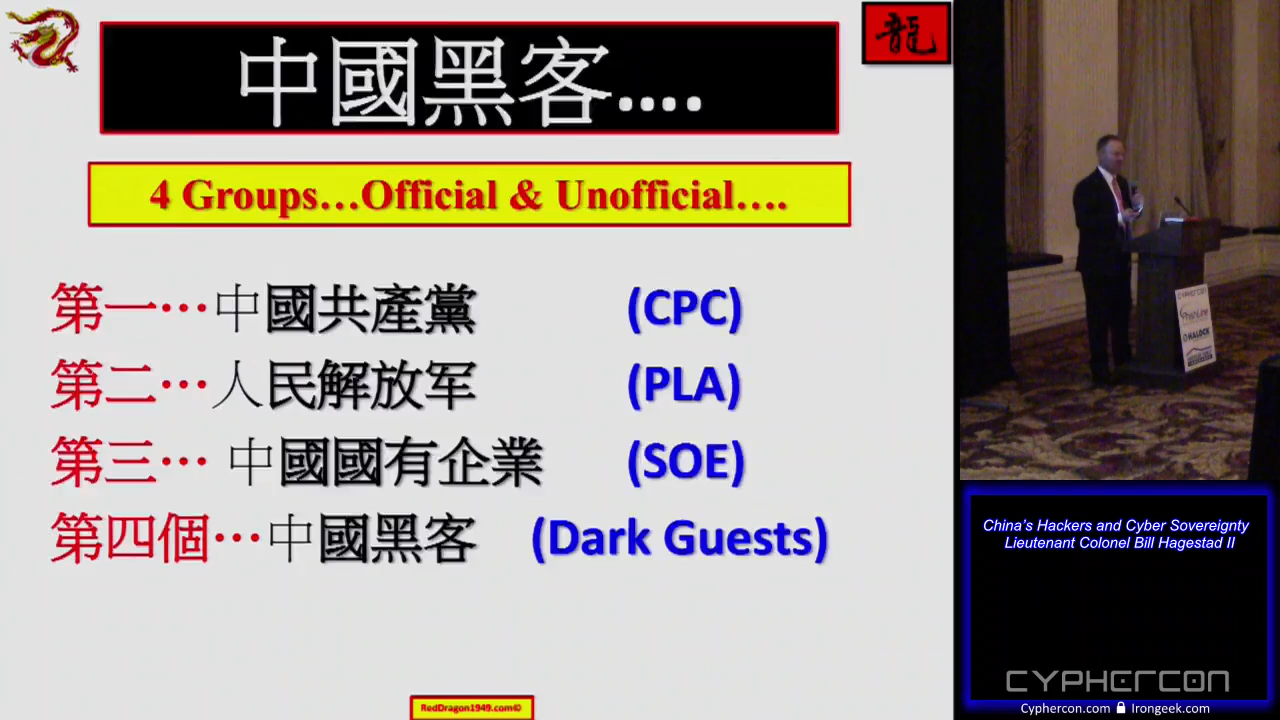 中國黑客....
龍
4 Groups…Official & Unofficial….
第一…中國共產黨 (CPC)
第二…人民解放军 (PLA)
第三… 中國國有企業 (SOE)
第四個…中國黑客 (Dark Guests)
RedDragon1949.com©
CYPHERCON
HALOCK
China's Hackers and Cyber Sovereignty
Lieutenant Colonel Bill Hagestad II
CYPHERCON
Cyphercon.com Irongeek.com